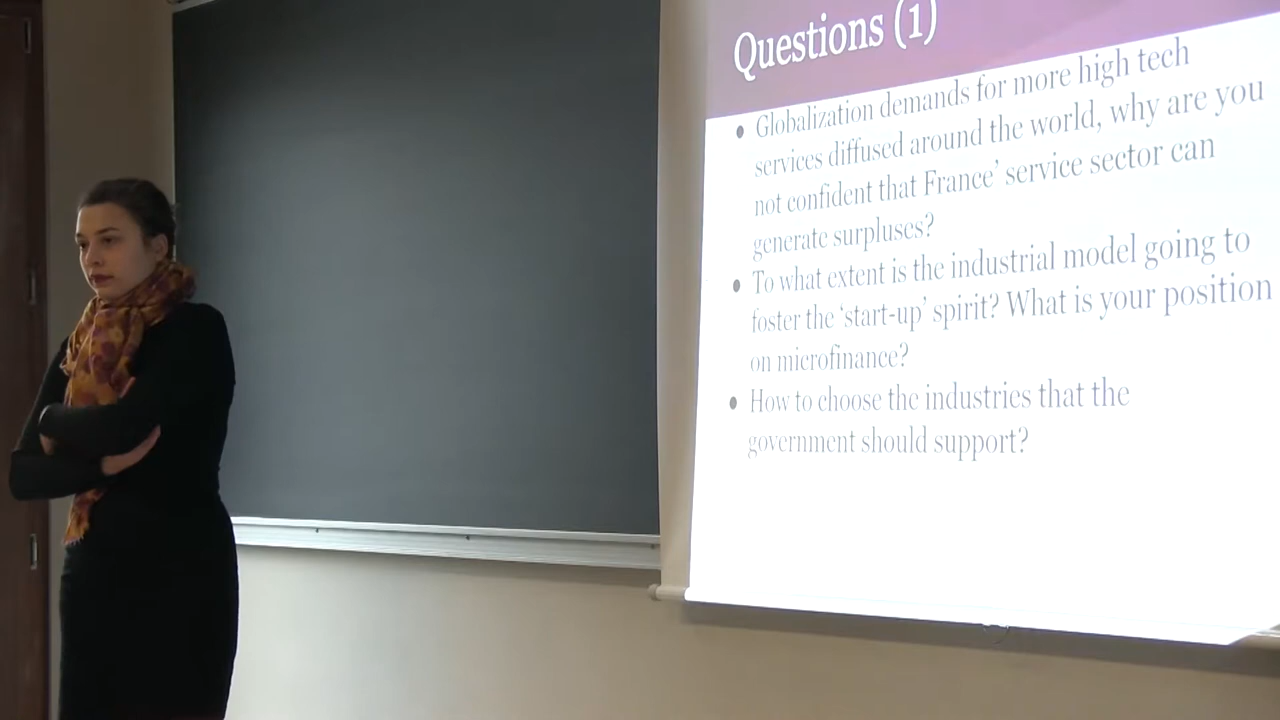 Questions (1)
• Globalization demands for more high tech
services diffused around the world, why are you
not confident that France' service sector can
generate surpluses?
• To what extent is the industrial model going to
foster the 'start-up' spirit? What is your position
on microfinance?
• How to choose the industries that the
government should support?